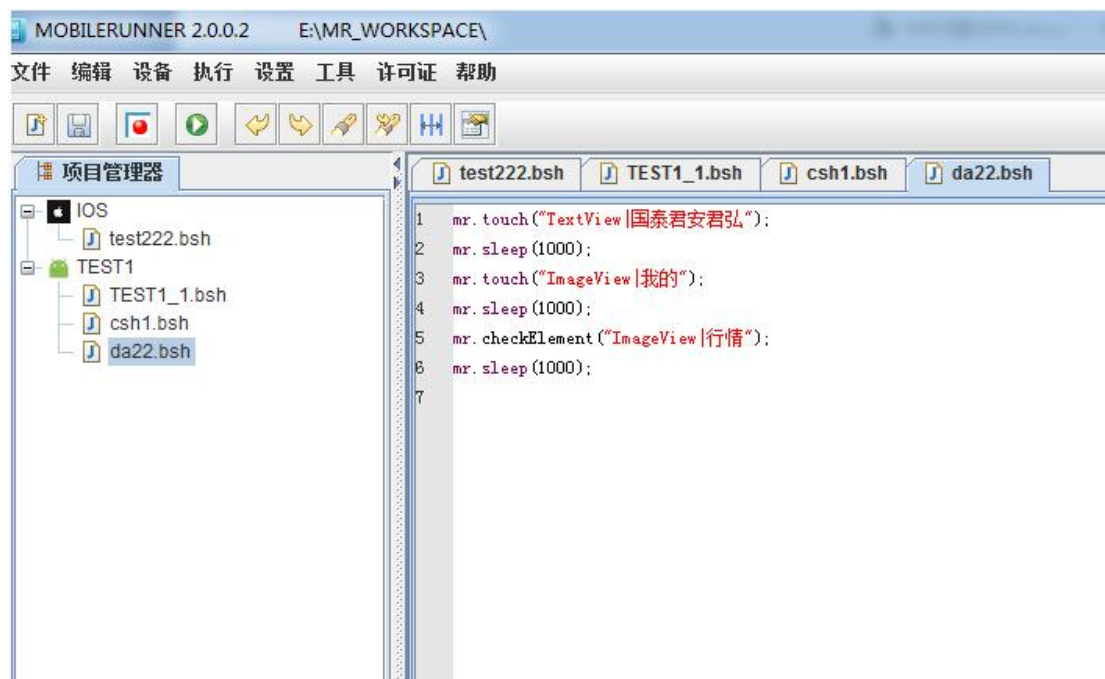 MOBILERUNNER 2.0.0.2 E:\MR_WORKSPACE\
文件 编辑 设备 执行 设置 工具 许可证 帮助
项目管理器
IOS
test222.bsh
TEST1
TEST1_1.bsh
csh1.bsh
da22.bsh
test222.bsh TEST1_1.bsh csh1.bsh da22.bsh
1 mr.touch("TextView|国泰君安君弘");
2 mr.sleep(1000);
3 mr.touch("ImageView|我的");
4 mr.sleep(1000);
5 mr.checkElement("ImageView|行情");
6 mr.sleep(1000);
7